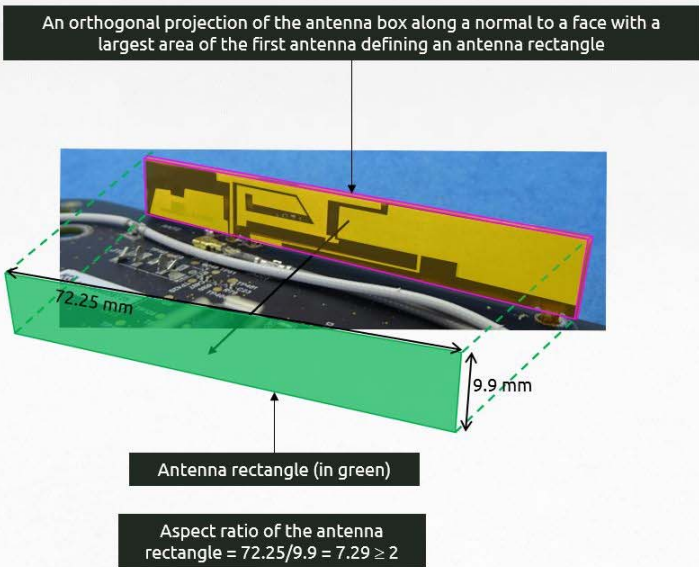 An orthogonal projection of the antenna box along a normal to a face with a
largest area of the first antenna defining an antenna rectangle
72.25 mm
9.9 mm
Antenna rectangle (in green)
Aspect ratio of the antenna
rectangle = 72.25/9.9 = 7.29 ≥ 2